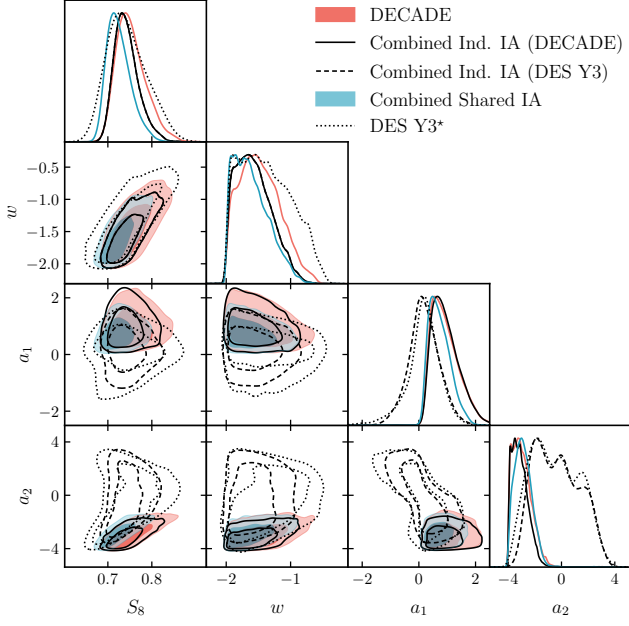 DECADE
Combined Ind. IA (DECADE)
Combined Ind. IA (DES Y3)
Combined Shared IA
DES Y3⋆
−0.5
−1.0
−1.5
−2.0
w
2
0
−2
a₁
4
0
−4
a₂
0.7 0.8
−2 −1
−2 0 2
−4 0 4
S₈ w a₁ a₂